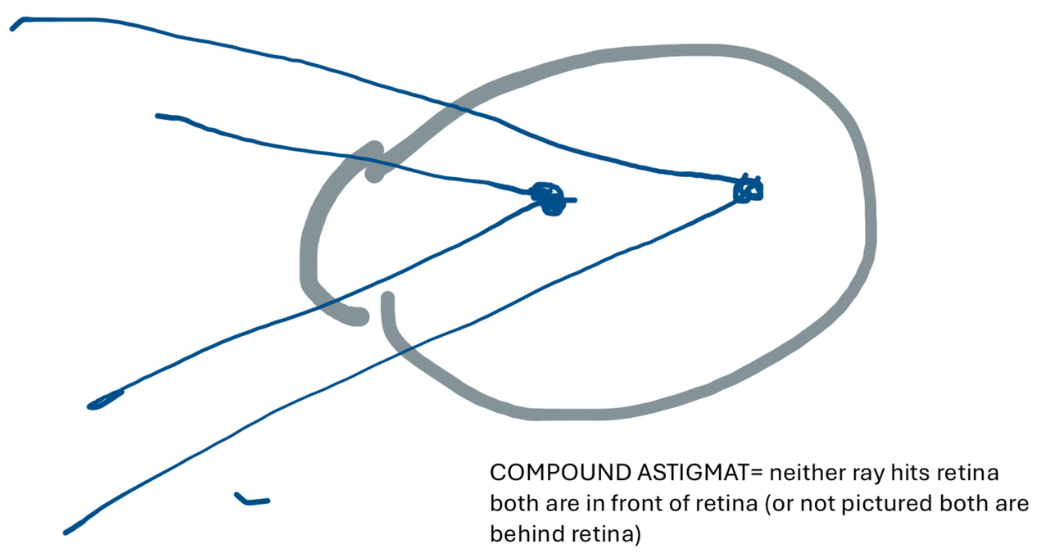 COMPOUND ASTIGMAT= neither ray hits retina
both are in front of retina (or not pictured both are
behind retina)